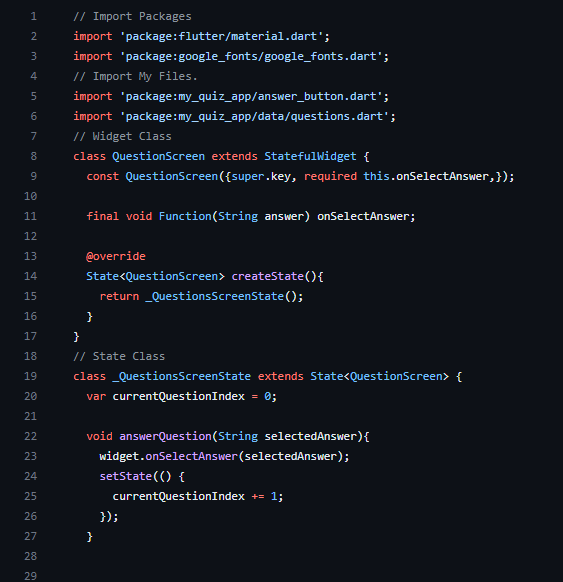 1 // Import Packages
2 import 'package:flutter/material.dart';
3 import 'package:google_fonts/google_fonts.dart';
4 // Import My Files.
5 import 'package:my_quiz_app/answer_button.dart';
6 import 'package:my_quiz_app/data/questions.dart';
7 // Widget Class
8 class QuestionScreen extends StatefulWidget {
9   const QuestionScreen({super.key, required this.onSelectAnswer,});
10
11   final void Function(String answer) onSelectAnswer;
12
13   @override
14   State<QuestionScreen> createState(){
15     return _QuestionsScreenState();
16   }
17 }
18 // State Class
19 class _QuestionsScreenState extends State<QuestionScreen> {
20   var currentQuestionIndex = 0;
21
22   void answerQuestion(String selectedAnswer){
23     widget.onSelectAnswer(selectedAnswer);
24     setState(() {
25       currentQuestionIndex += 1;
26     });
27   }
28
29